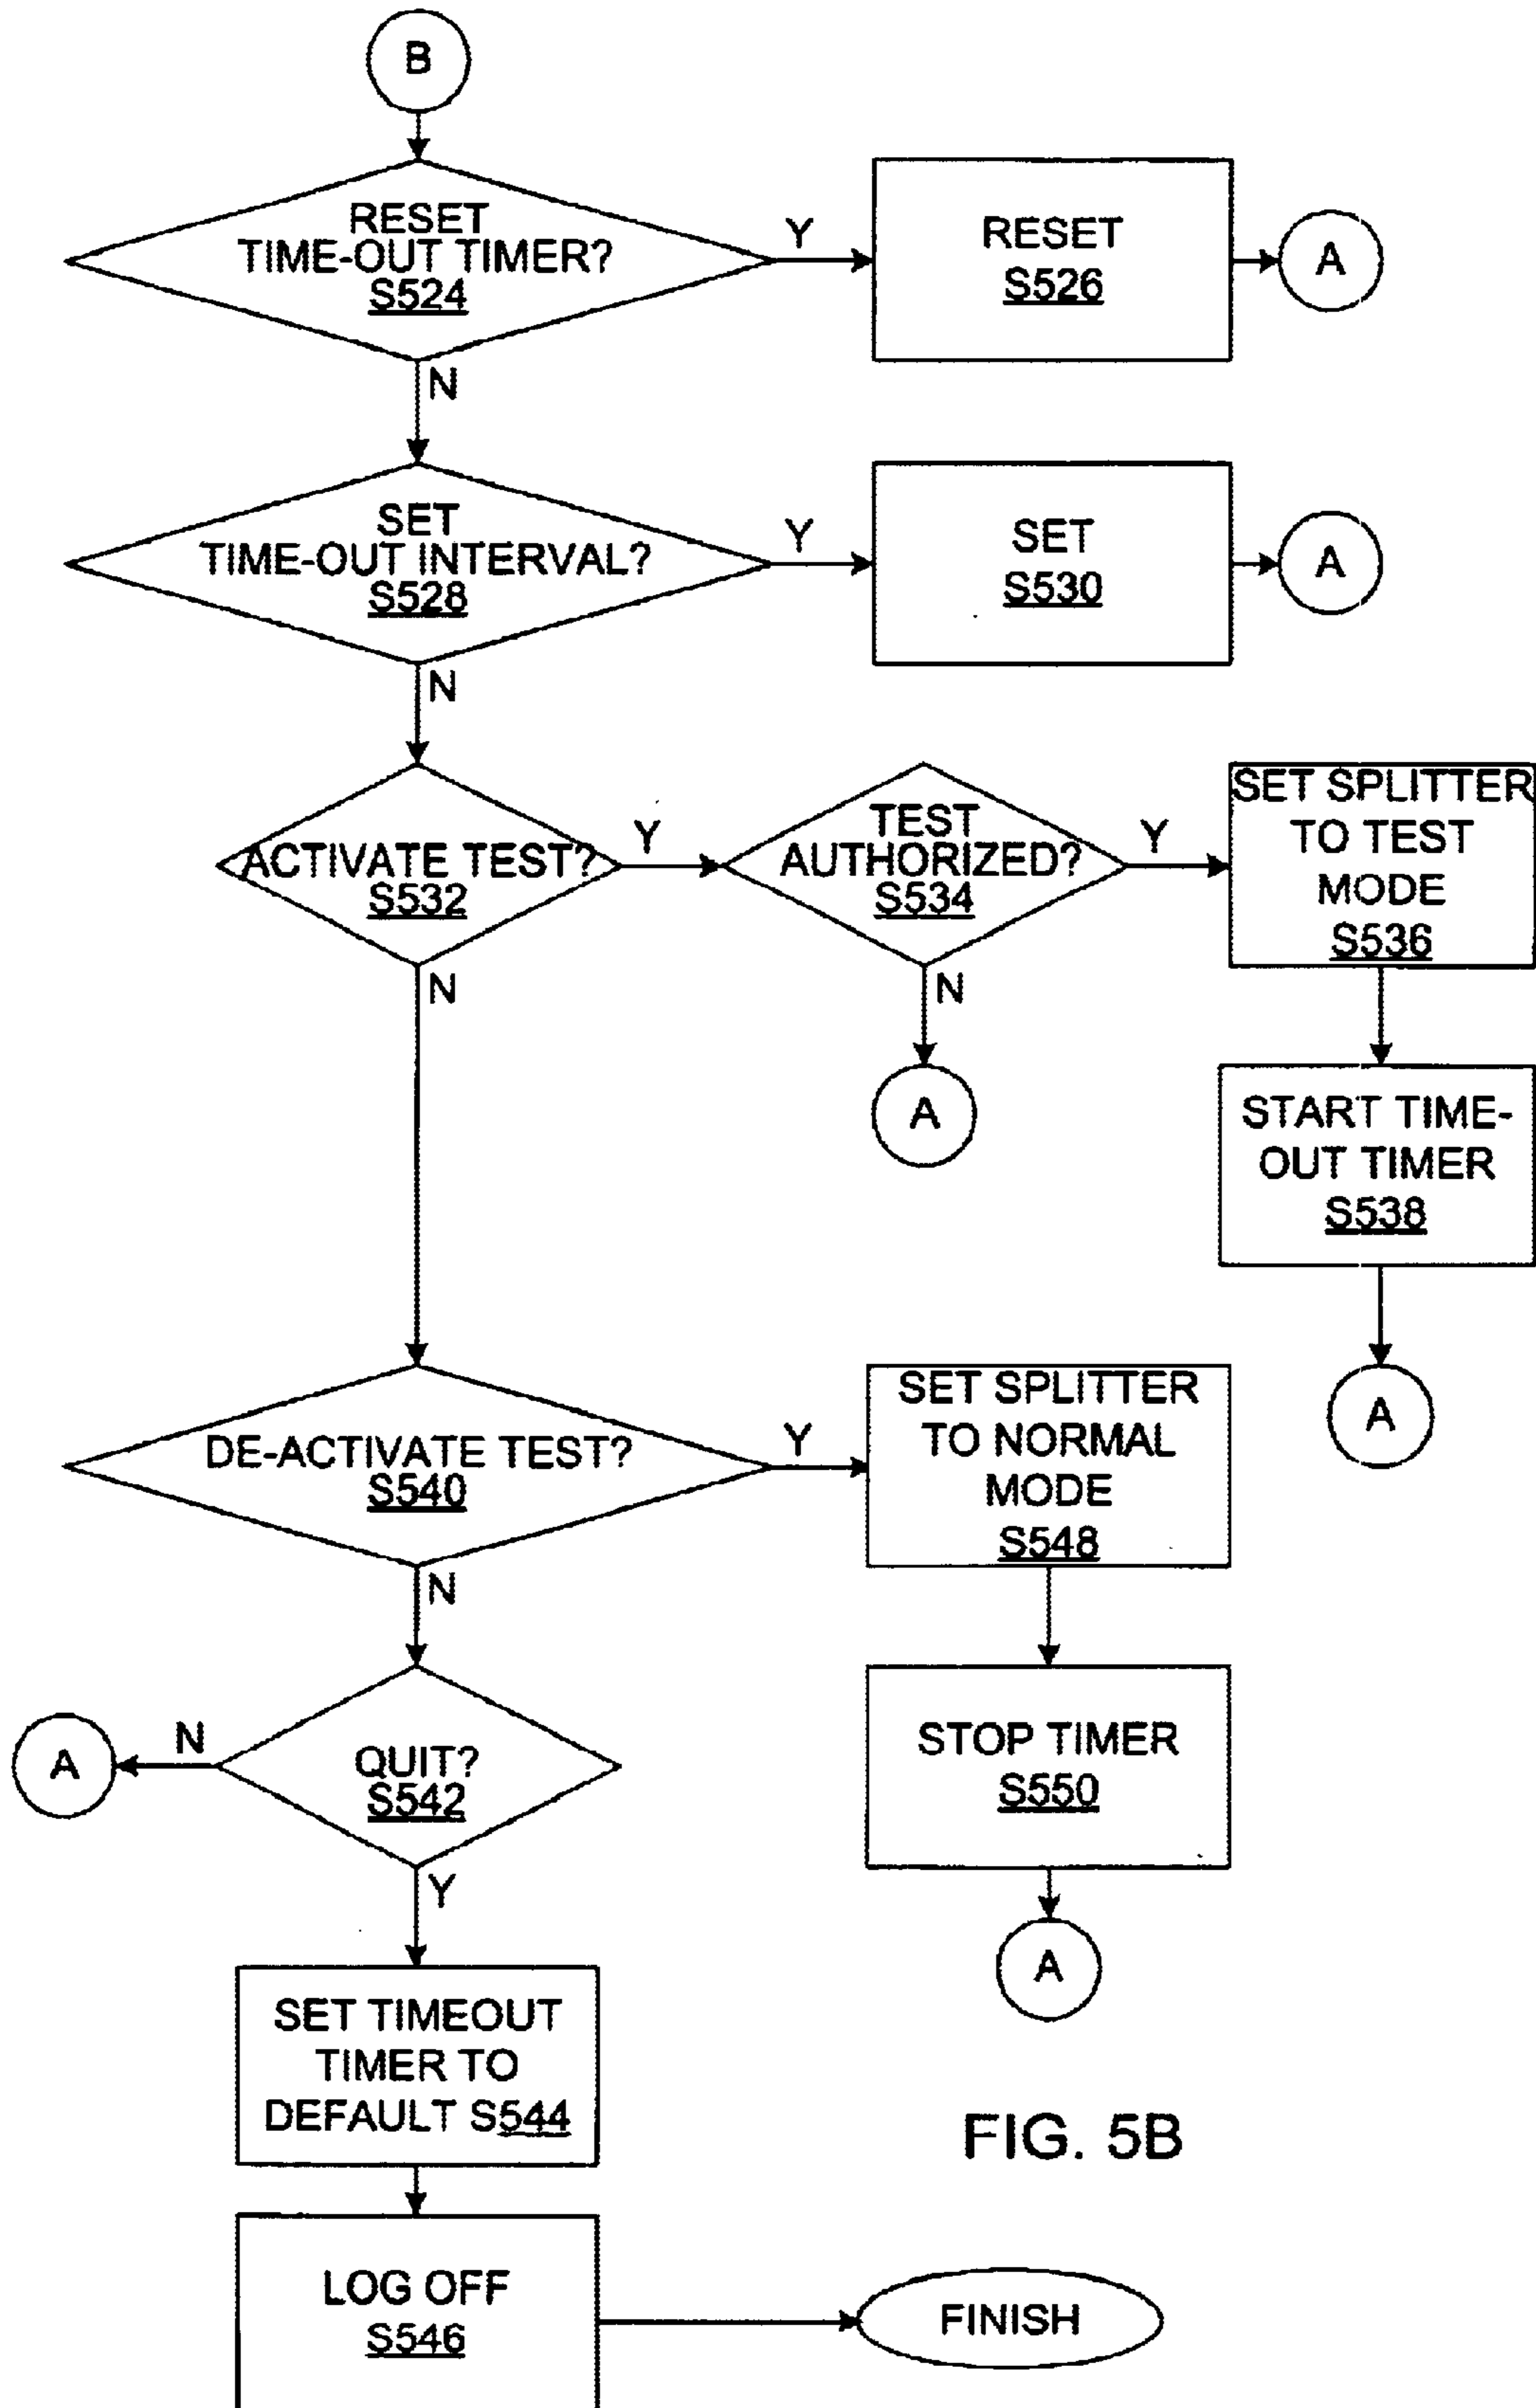 B
RESET
TIME-OUT TIMER?
S524
Y
RESET
S526
A
N
SET
TIME-OUT INTERVAL?
S528
Y
SET
S530
A
N
ACTIVATE TEST?
S532
Y
TEST
AUTHORIZED?
S534
Y
SET SPLITTER
TO TEST
MODE
S536
N
N
A
START TIME-
OUT TIMER
S538
A
DE-ACTIVATE TEST?
S540
Y
SET SPLITTER
TO NORMAL
MODE
S548
N
A
N
QUIT?
S542
STOP TIMER
S550
Y
A
SET TIMEOUT
TIMER TO
DEFAULT S544
FIG. 5B
LOG OFF
S546
FINISH